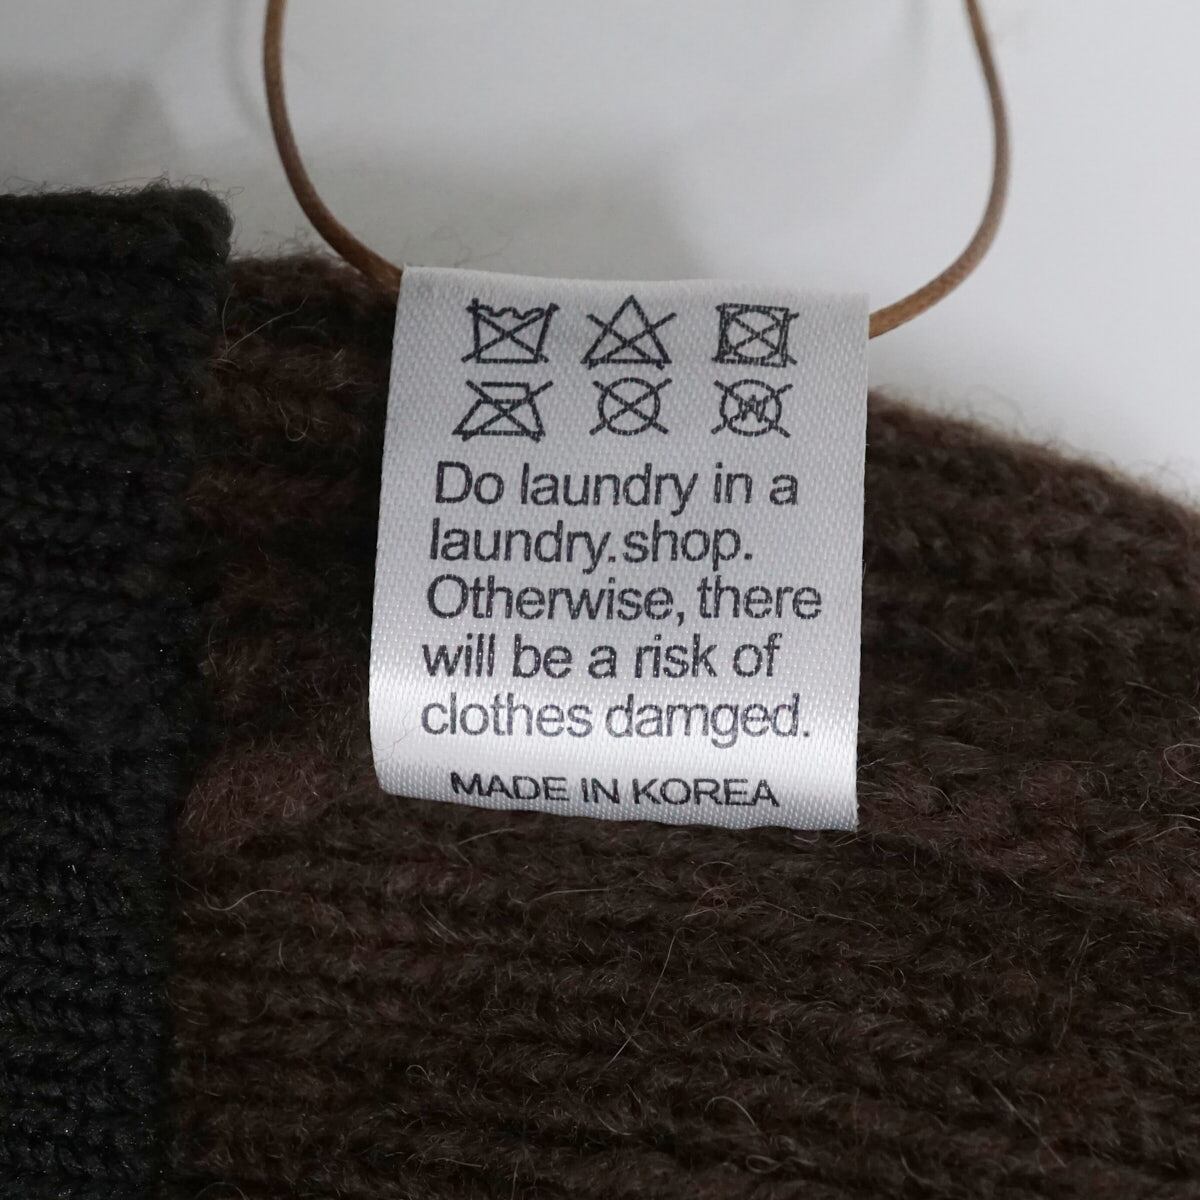 Do laundry in a
laundry.shop.
Otherwise, there
will be a risk of
clothes damged.
MADE IN KOREA